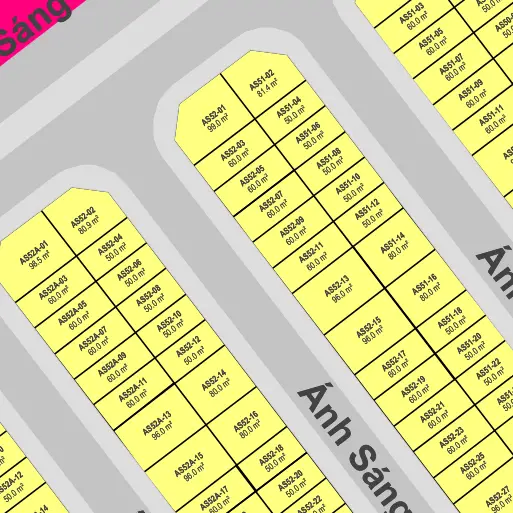 Sáng
AS51-03
60.0 m²
AS51-05
60.0 m²
AS51-07
60.0 m²
AS51-09
60.0 m²
AS51-11
60.0 m²
AS51-02
81.4 m²
AS51-04
50.0 m²
AS51-06
50.0 m²
AS51-08
50.0 m²
AS51-10
50.0 m²
AS51-12
50.0 m²
AS51-14
80.0 m²
AS51-16
80.0 m²
AS51-18
50.0 m²
AS51-20
50.0 m²
AS51-22
50.0 m²
AS52-01
99.0 m²
AS52-03
60.0 m²
AS52-05
60.0 m²
AS52-07
60.0 m²
AS52-09
60.0 m²
AS52-11
60.0 m²
AS52-13
96.0 m²
AS52-15
96.0 m²
AS52-17
60.0 m²
AS52-19
60.0 m²
AS52-21
60.0 m²
AS52-23
60.0 m²
AS52-25
60.0 m²
AS52-27
AS52-02
80.9 m²
AS52-04
50.0 m²
AS52-06
50.0 m²
AS52-08
50.0 m²
AS52-10
50.0 m²
AS52-12
50.0 m²
AS52-14
80.0 m²
AS52-16
80.0 m²
AS52-18
50.0 m²
AS52-20
50.0 m²
AS52-22
AS52A-01
98.5 m²
AS52A-03
60.0 m²
AS52A-05
60.0 m²
AS52A-07
60.0 m²
AS52A-09
60.0 m²
AS52A-11
60.0 m²
AS52A-13
96.0 m²
AS52A-15
96.0 m²
AS52A-17
60.0 m²
Ánh Sáng
Ánh